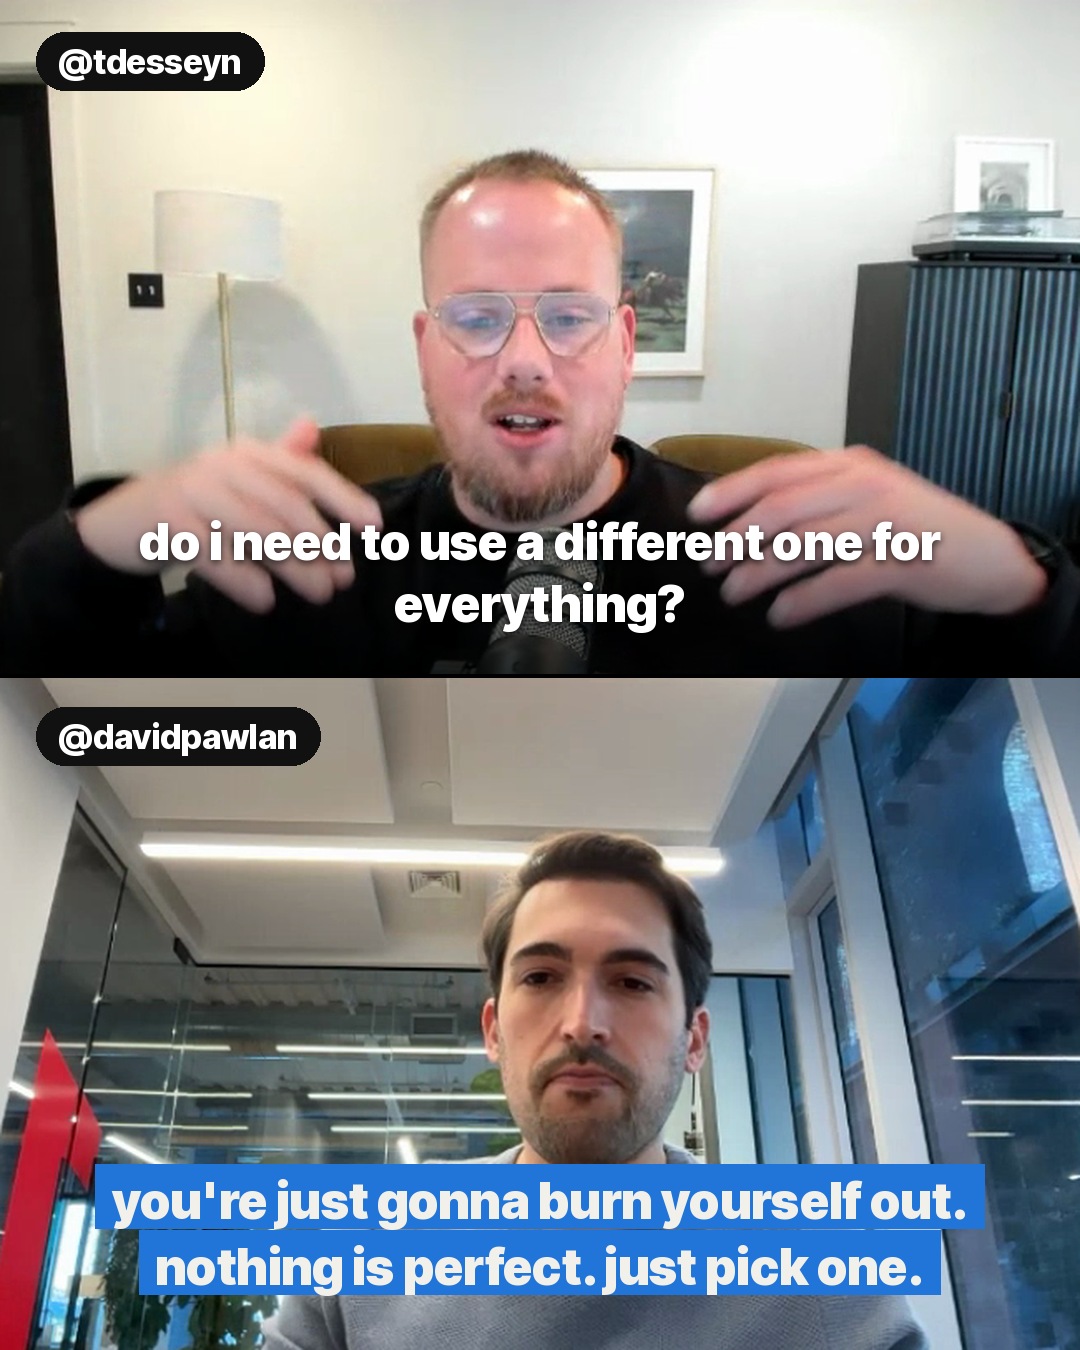 @tdesseyn
do i need to use a different one for
everything?
@davidpawlan
you're just gonna burn yourself out.
nothing is perfect. just pick one.